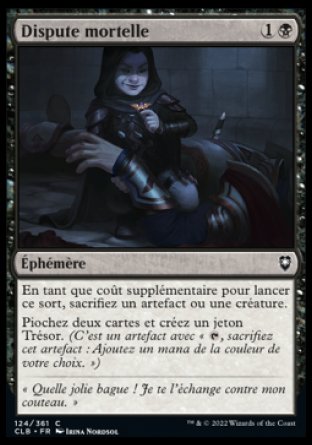 Dispute mortelle 1
Éphémère
En tant que coût supplémentaire pour lancer
ce sort, sacrifiez un artefact ou une créature.
Piochez deux cartes et créez un jeton
Trésor. (C'est un artefact avec « , sacrifiez
cet artefact : Ajoutez un mana de la couleur de
votre choix. »)
« Quelle jolie bague ! Je te l'échange contre mon
couteau. »
124/361 C
CLB • FR Irina Nordsol
™ & © 2022 Wizards of the Coast